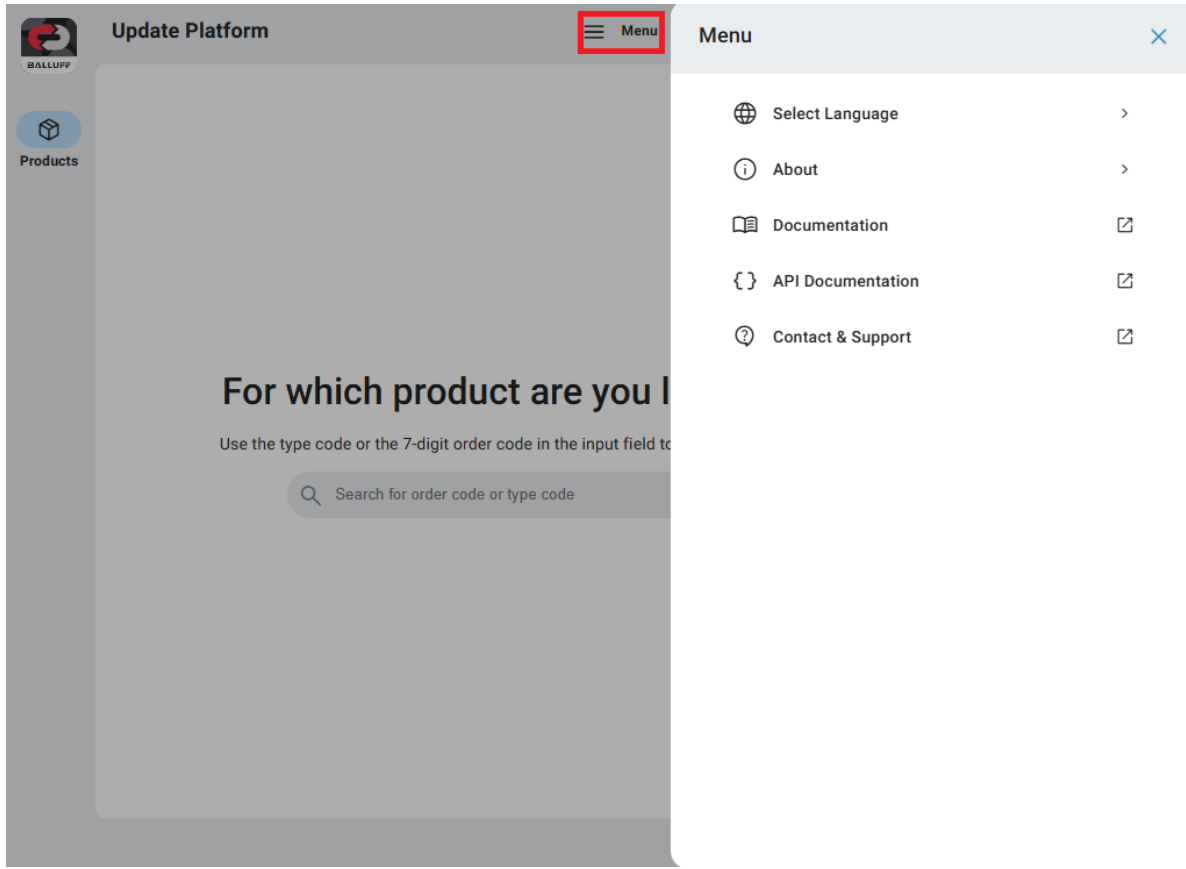 BALLUFF
Update Platform
Menu
Products
For which product are you l
Use the type code or the 7-digit order code in the input field to
Search for order code or type code
Menu
Select Language
About
Documentation
API Documentation
Contact & Support